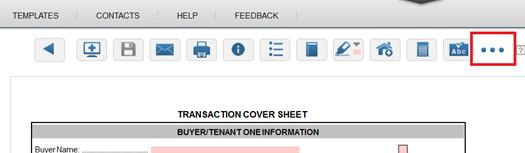 TEMPLATES CONTACTS HELP FEEDBACK
Abc ?
TRANSACTION COVER SHEET
BUYER/TENANT ONE INFORMATION
Buyer Name: